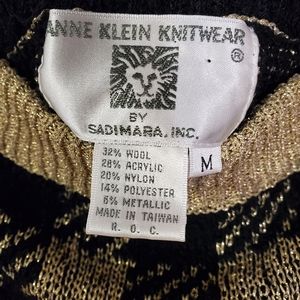 ANNE KLEIN KNITWEAR
®
BY
SADIMARA, INC.
32% WOOL
28% ACRYLIC
20% NYLON
14% POLYESTER
6% METALLIC
MADE IN TAIWAN
R. O. C.
M